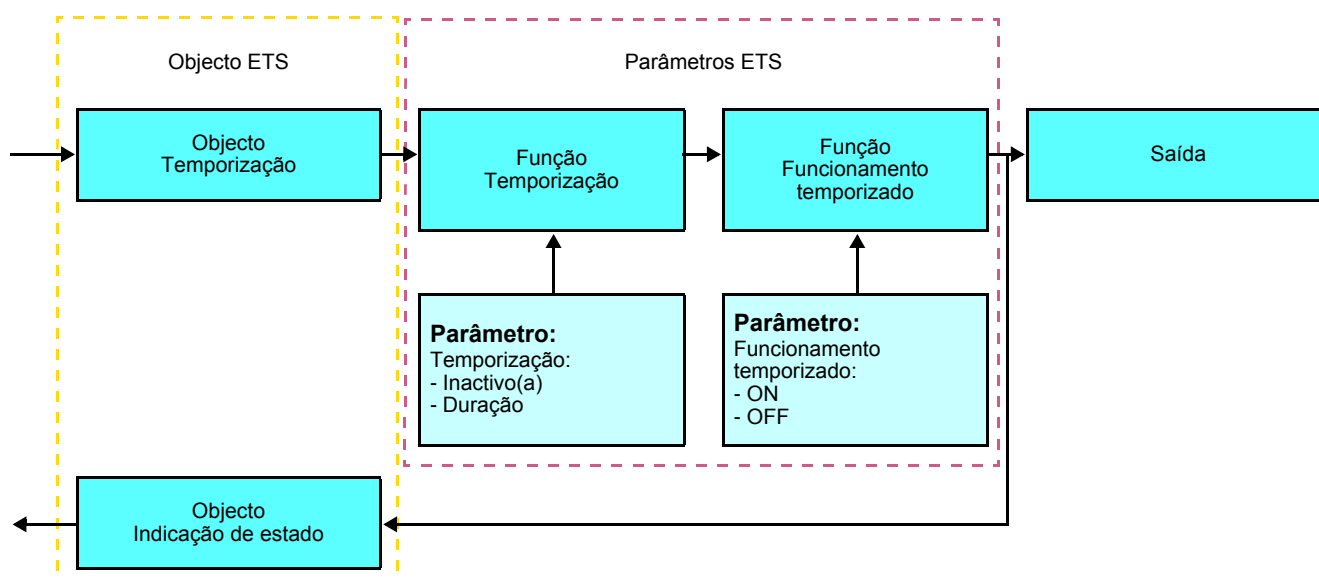 Objecto ETS
Parâmetros ETS
Objecto
Temporização
Função
Temporização
Função
Funcionamento
temporizado
Saída
Parâmetro:
Temporização:
- Inactivo(a)
- Duração
Parâmetro:
Funcionamento
temporizado:
- ON
- OFF
Objecto
Indicação de estado